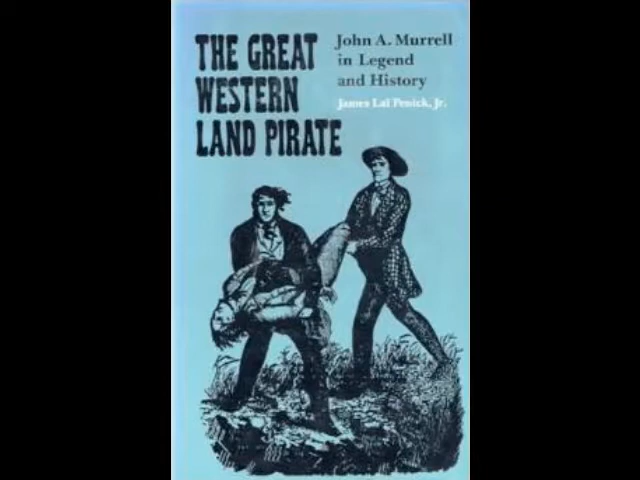 THE GREAT
WESTERN
LAND PIRATE
John A. Murrell
in Legend
and History
James Lal Penick, Jr.